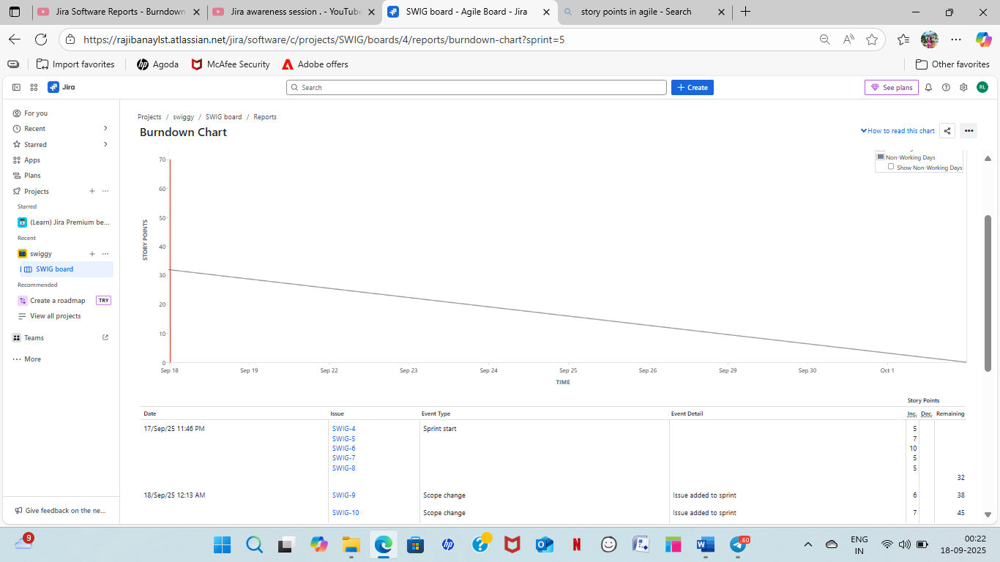 Jira Software Reports - Burndown
Jira awareness session . - YouTube
SWIG board - Agile Board - Jira
story points in agile - Search
https://rajibanaylst.atlassian.net/jira/software/c/projects/SWIG/boards/4/reports/burndown-chart?sprint=5
Import favorites
Agoda
McAfee Security
Adobe offers
Other favorites
Jira
Search
+ Create
See plans
RL
For you
Recent
Starred
Apps
Plans
Projects
Starred
(Learn) Jira Premium be...
Recent
swiggy
SWIG board
Recommended
Create a roadmap TRY
View all projects
Teams
More
Give feedback on the ne...
Projects / swiggy / SWIG board / Reports
Burndown Chart
How to read this chart
Non-Working Days
Show Non-Working Days
STORY POINTS
70
60
50
40
30
20
10
0
Sep 18 Sep 19 Sep 22 Sep 23 Sep 24 Sep 25 Sep 26 Sep 29 Sep 30 Oct 1
TIME
Story Points
Date Issue Event Type Event Detail Inc. Dec. Remaining
17/Sep/25 11:46 PM SWIG-4 Sprint start 5
SWIG-5 7
SWIG-6 10
SWIG-7 5
SWIG-8 5
32
18/Sep/25 12:13 AM SWIG-9 Scope change Issue added to sprint 6 38
SWIG-10 Scope change Issue added to sprint 7 45
9
60
ENG
IN
00:22
18-09-2025